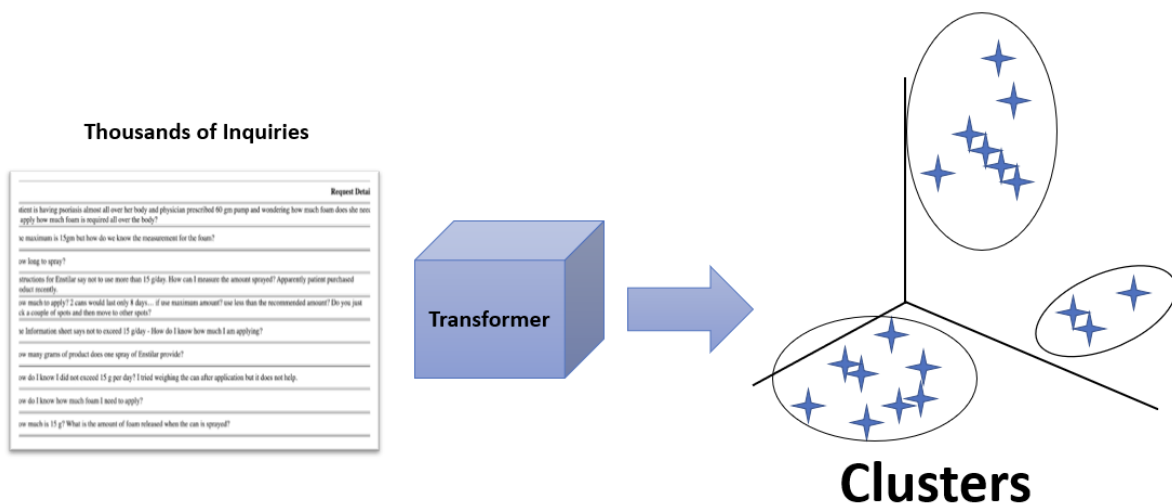 Thousands of Inquiries
Request Detai
atient is having psoriasis almost all over her body and physician prescribed 60 gm pump and wondering how much foam does she nee
apply how much foam is required all over the body?
e maximum is 15gm but how do we know the measurement for the foam?
ow long to spray?
structions for Enstilar say not to use more than 15 g/day. How can I measure the amount sprayed? Apparently patient purchased
oduct recently.
ow much to apply? 2 cans would last only 8 days... if use maximum amount? use less than the recommended amount? Do you just
ck a couple of spots and then move to other spots?
e Information sheet says not to exceed 15 g/day - How do I know how much I am applying?
ow many grams of product does one spray of Enstilar provide?
ow do I know I did not exceed 15 g per day? I tried weighing the can after application but it does not help.
ow do I know how much foam I need to apply?
ow much is 15 g? What is the amount of foam released when the can is sprayed?
Transformer
Clusters